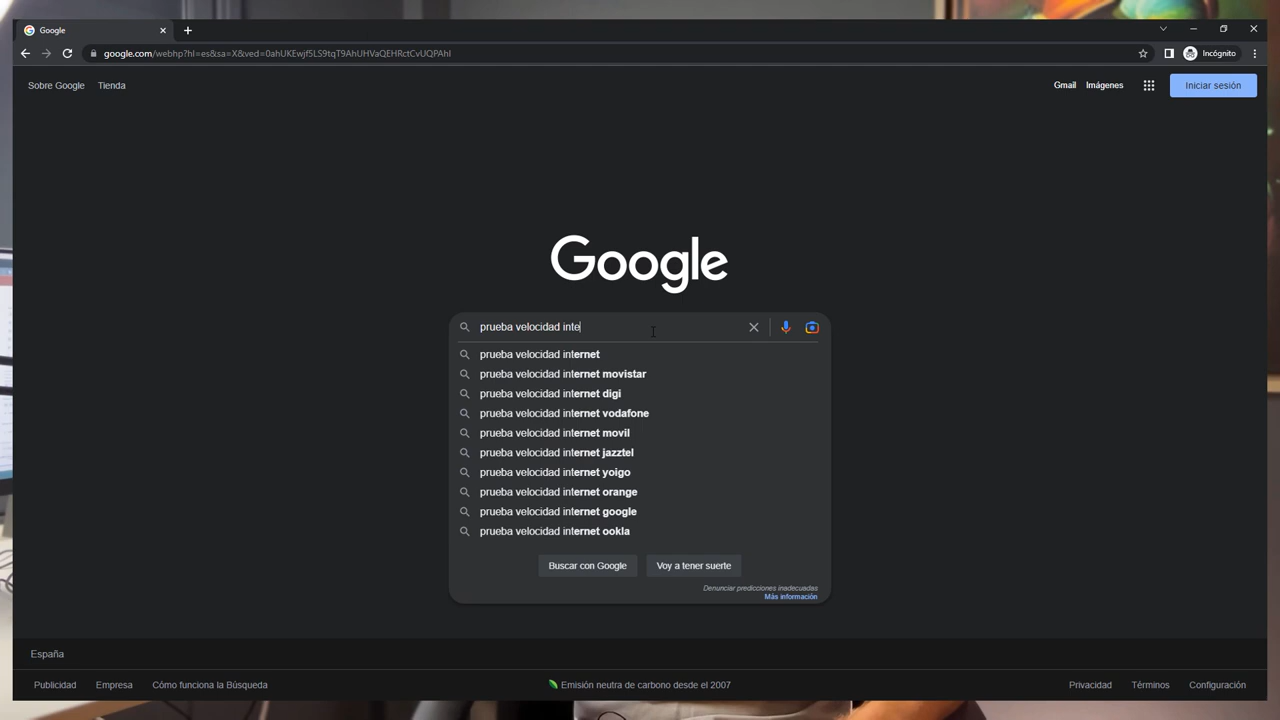 Google
google.com/webhp?hl=es&sa=X&ved=0ahUKEwjf5LS9tqT9AhUHVaQEHRctCvUQPAhI
Incógnito
Sobre Google Tienda
Gmail Imágenes Iniciar sesión
Google
prueba velocidad inte
prueba velocidad internet
prueba velocidad internet movistar
prueba velocidad internet digi
prueba velocidad internet vodafone
prueba velocidad internet movil
prueba velocidad internet jazztel
prueba velocidad internet yoigo
prueba velocidad internet orange
prueba velocidad internet google
prueba velocidad internet ookla
Buscar con Google Voy a tener suerte
Denunciar predicciones inadecuadas
Más información
España
Publicidad Empresa Cómo funciona la Búsqueda Emisión neutra de carbono desde el 2007 Privacidad Términos Configuración